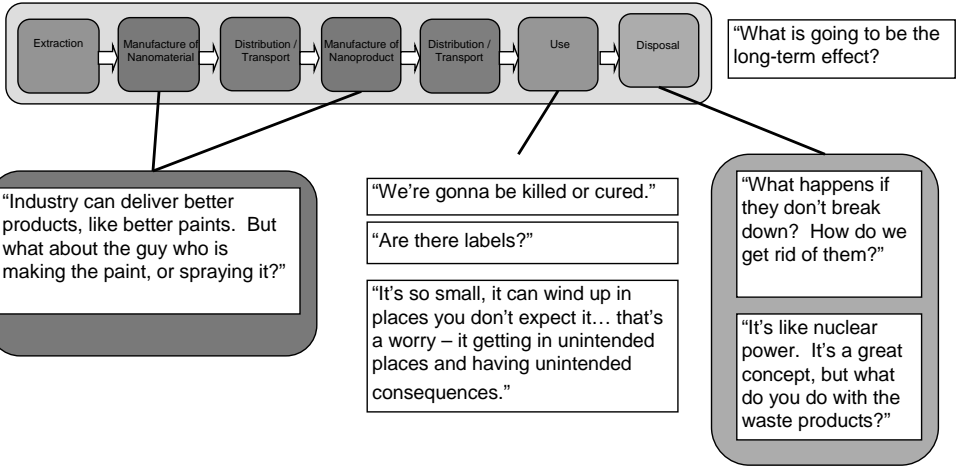 Extraction
Manufacture of
Nanomaterial
Distribution /
Transport
Manufacture of
Nanoproduct
Distribution /
Transport
Use
Disposal
“What is going to be the
long-term effect?
“Industry can deliver better
products, like better paints.  But
what about the guy who is
making the paint, or spraying it?”
“We’re gonna be killed or cured.”
“Are there labels?”
“It’s so small, it can wind up in
places you don’t expect it… that’s
a worry – it getting in unintended
places and having unintended
consequences.”
“What happens if
they don’t break
down?  How do we
get rid of them?”
“It’s like nuclear
power.  It’s a great
concept, but what
do you do with the
waste products?”